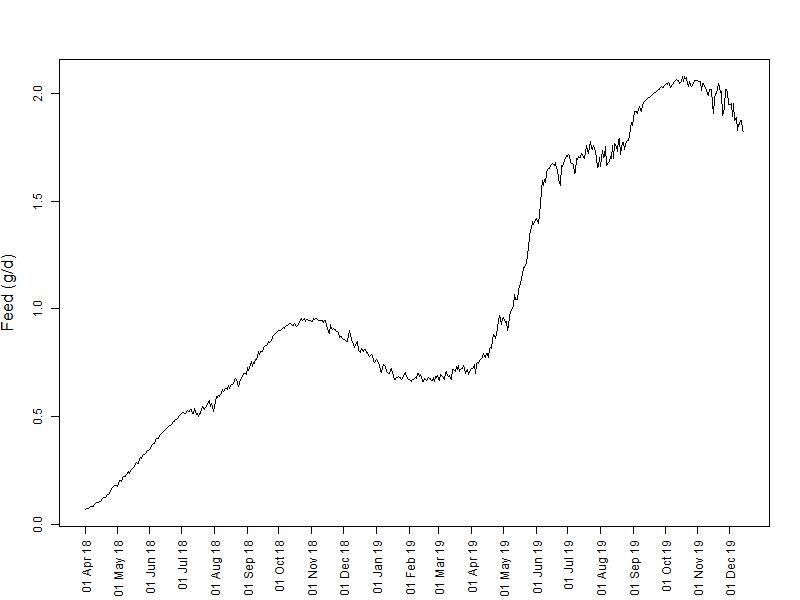 Feed (g/d)
2.0
1.5
1.0
0.5
0.0
01 Apr 18
01 May 18
01 Jun 18
01 Jul 18
01 Aug 18
01 Sep 18
01 Oct 18
01 Nov 18
01 Dec 18
01 Jan 19
01 Feb 19
01 Mar 19
01 Apr 19
01 May 19
01 Jun 19
01 Jul 19
01 Aug 19
01 Sep 19
01 Oct 19
01 Nov 19
01 Dec 19